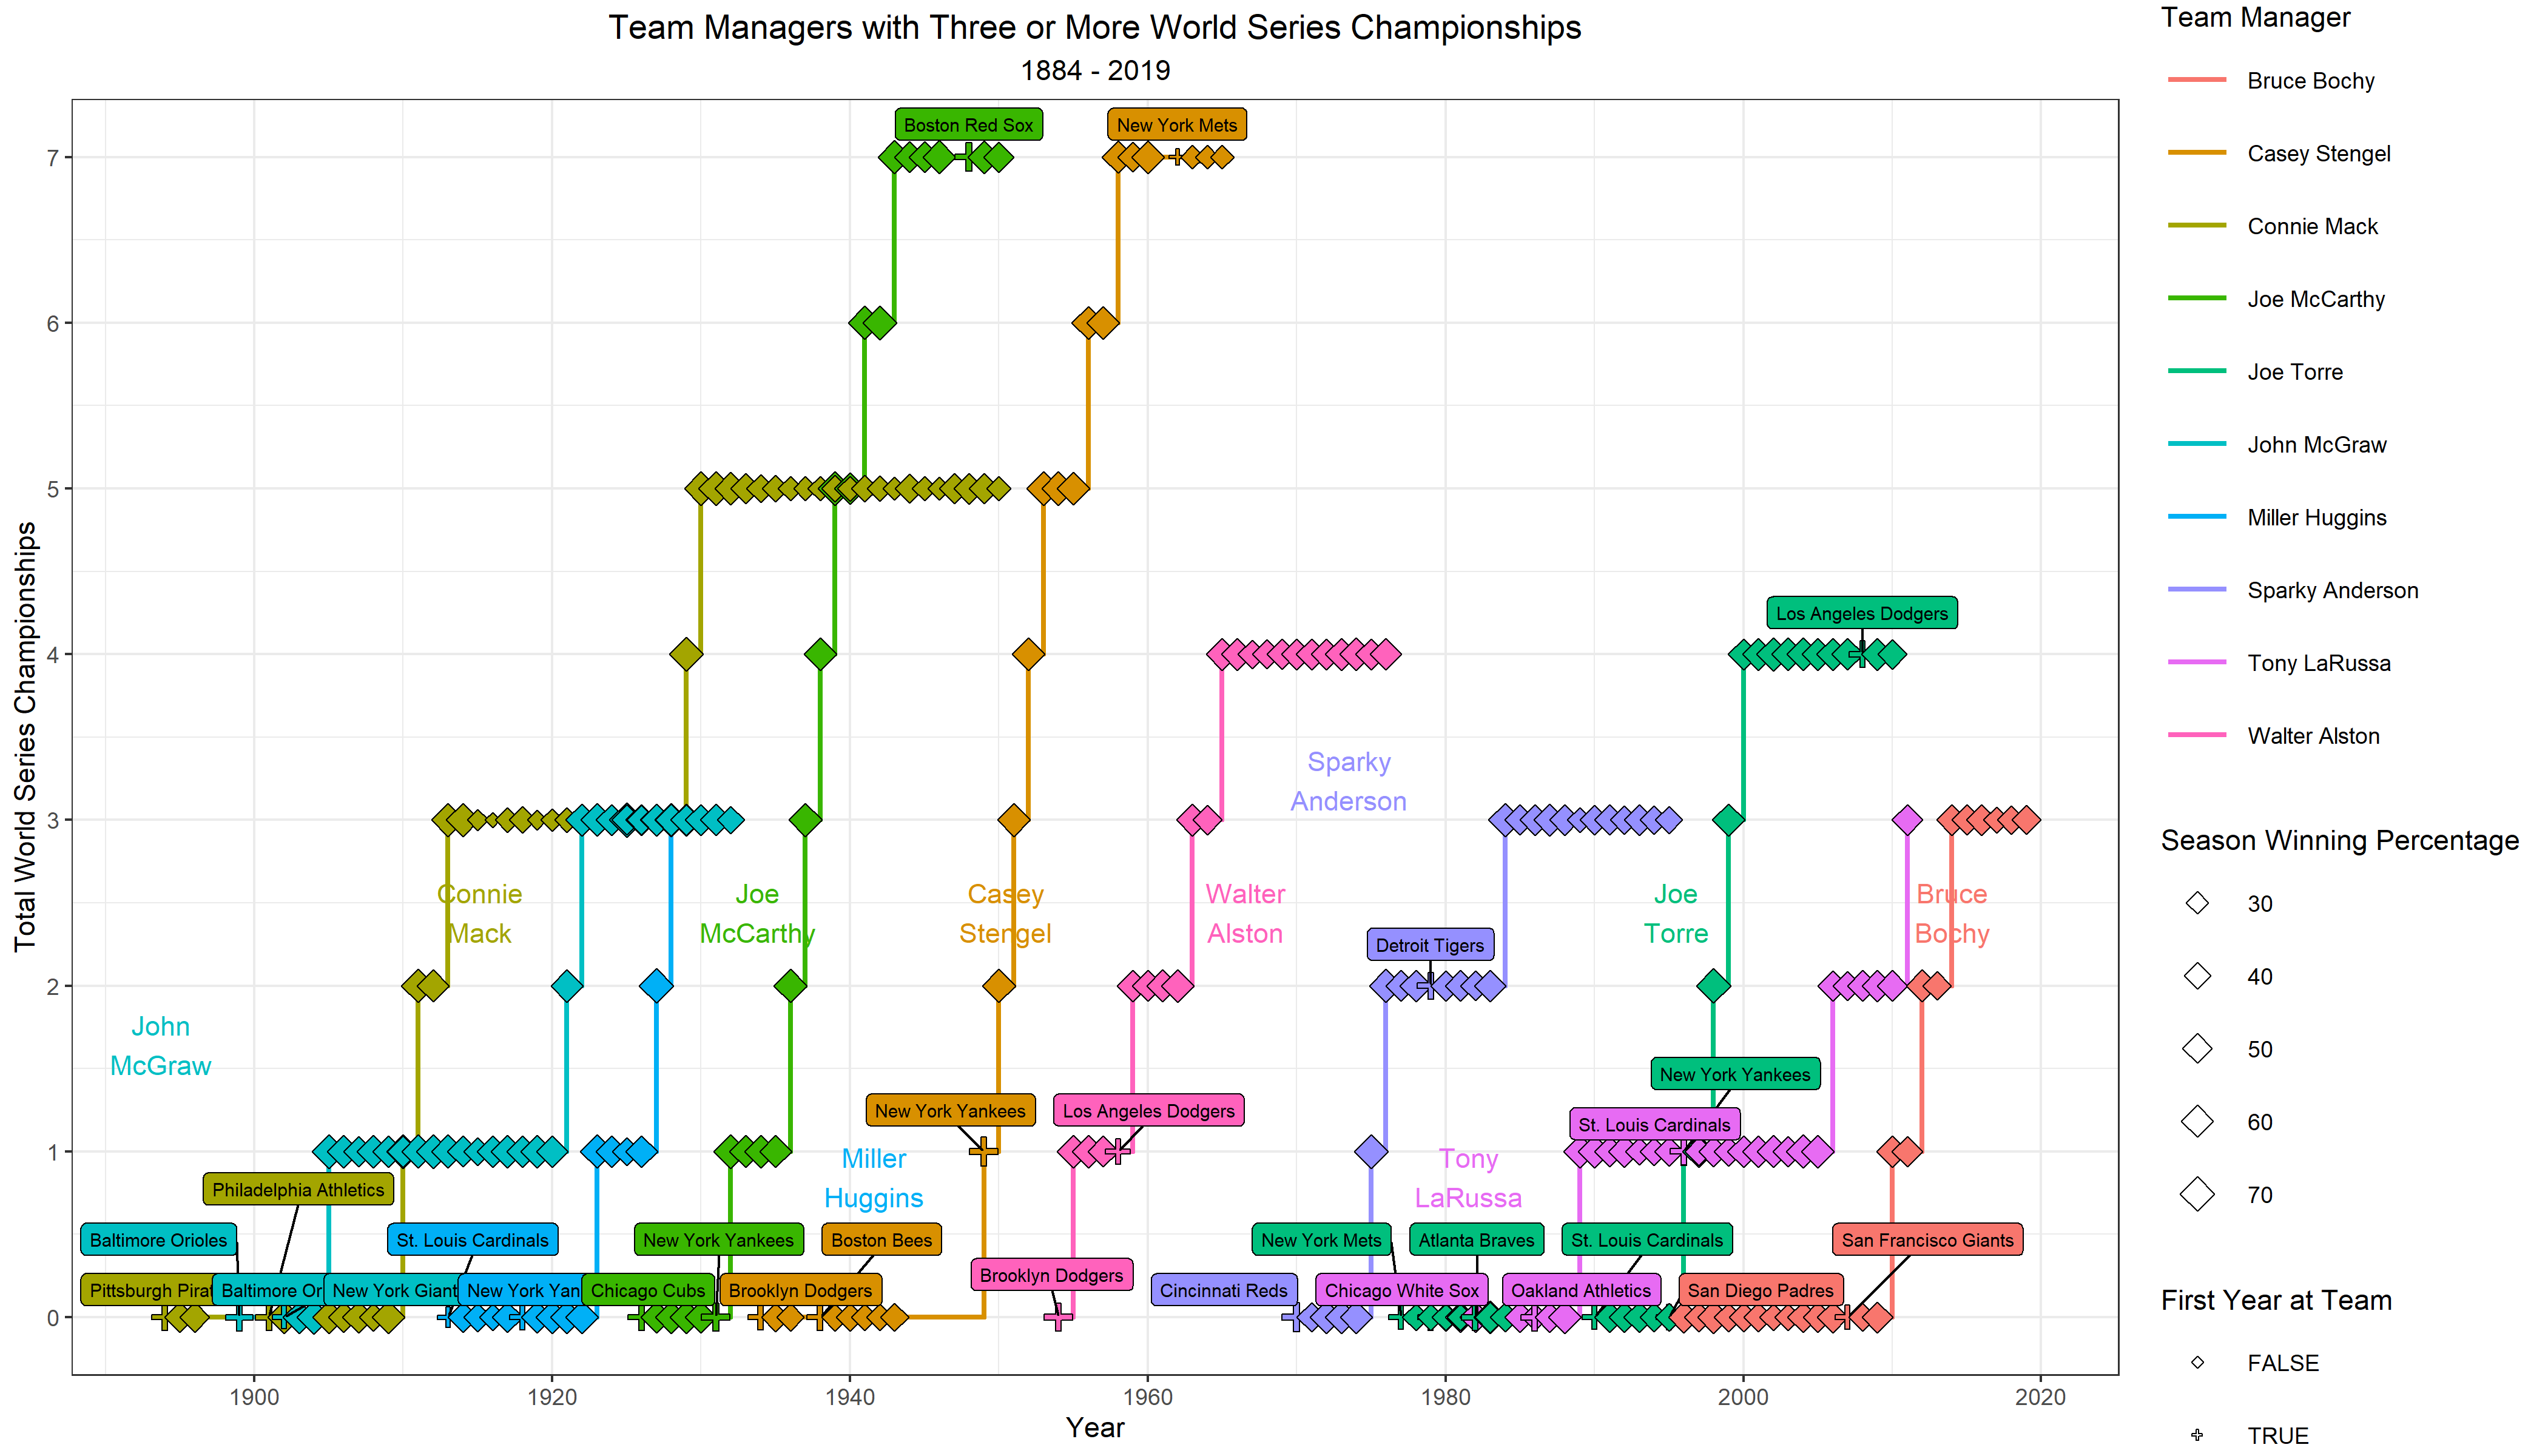 Team Managers with Three or More World Series Championships
1884 - 2019
Total World Series Championships
7
6
5
4
3
2
1
0
1900
1920
1940
1960
1980
2000
2020
Year
Boston Red Sox
New York Mets
Los Angeles Dodgers
Sparky
Anderson
Connie
Mack
Joe
McCarthy
Casey
Stengel
Walter
Alston
Joe
Torre
Bruce
Bochy
Detroit Tigers
John
McGraw
New York Yankees
New York Yankees
Los Angeles Dodgers
St. Louis Cardinals
Miller
Huggins
Tony
LaRussa
Philadelphia Athletics
Baltimore Orioles
St. Louis Cardinals
New York Yankees
Boston Bees
New York Mets
Atlanta Braves
St. Louis Cardinals
San Francisco Giants
Brooklyn Dodgers
Pittsburgh Pirat
Baltimore Or
New York Giant
New York Yan
Chicago Cubs
Brooklyn Dodgers
Cincinnati Reds
Chicago White Sox
Oakland Athletics
San Diego Padres
Team Manager
Bruce Bochy
Casey Stengel
Connie Mack
Joe McCarthy
Joe Torre
John McGraw
Miller Huggins
Sparky Anderson
Tony LaRussa
Walter Alston
Season Winning Percentage
30
40
50
60
70
First Year at Team
FALSE
TRUE